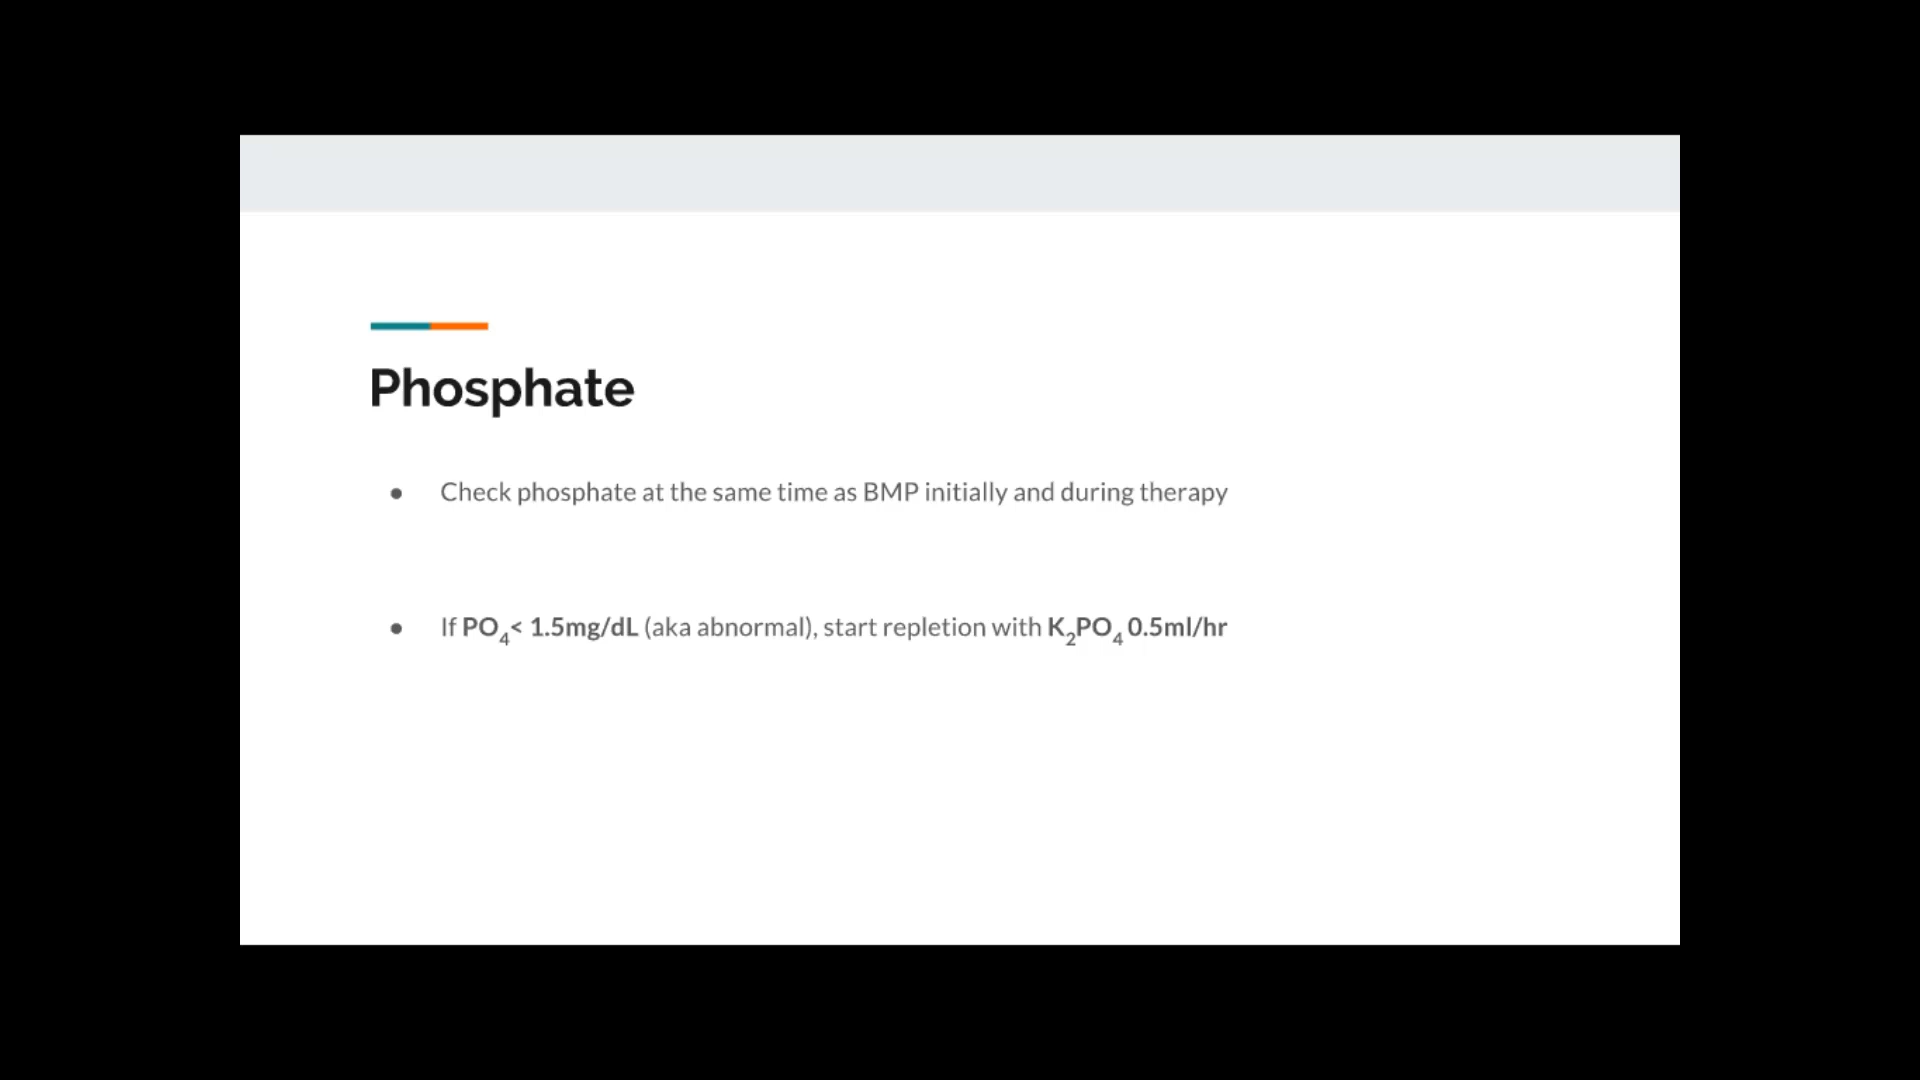 Phosphate
● Check phosphate at the same time as BMP initially and during therapy
● If PO₄< 1.5mg/dL (aka abnormal), start repletion with K₂PO₄ 0.5ml/hr